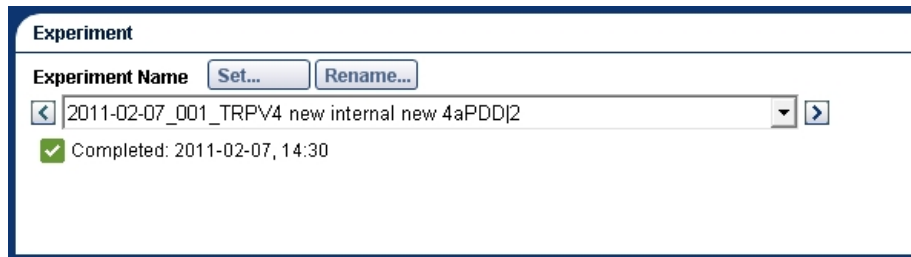 Experiment
Experiment Name Set... Rename...
2011-02-07_001_TRPV4 new internal new 4aPDD|2
Completed: 2011-02-07, 14:30